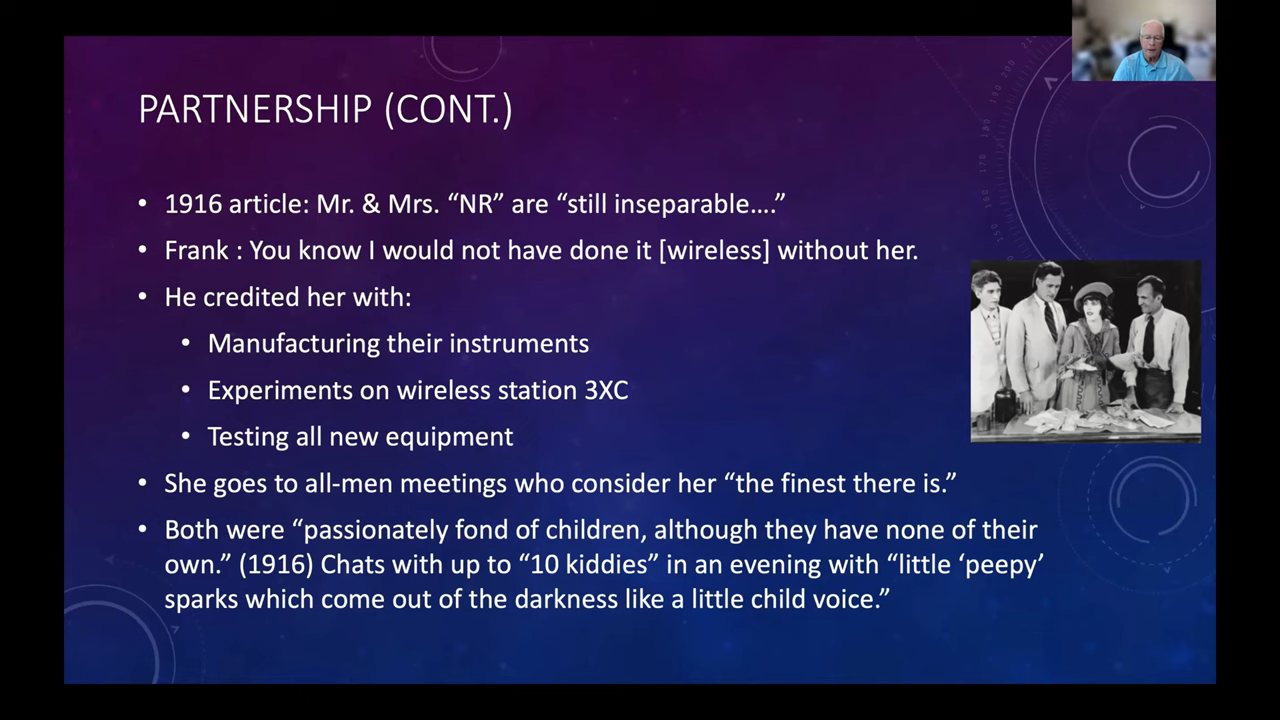 PARTNERSHIP (CONT.)
• 1916 article: Mr. & Mrs. “NR” are “still inseparable….”
• Frank : You know I would not have done it [wireless] without her.
• He credited her with:
• Manufacturing their instruments
• Experiments on wireless station 3XC
• Testing all new equipment
• She goes to all-men meetings who consider her “the finest there is.”
• Both were “passionately fond of children, although they have none of their
own.” (1916) Chats with up to “10 kiddies” in an evening with “little ‘peepy’
sparks which come out of the darkness like a little child voice.”